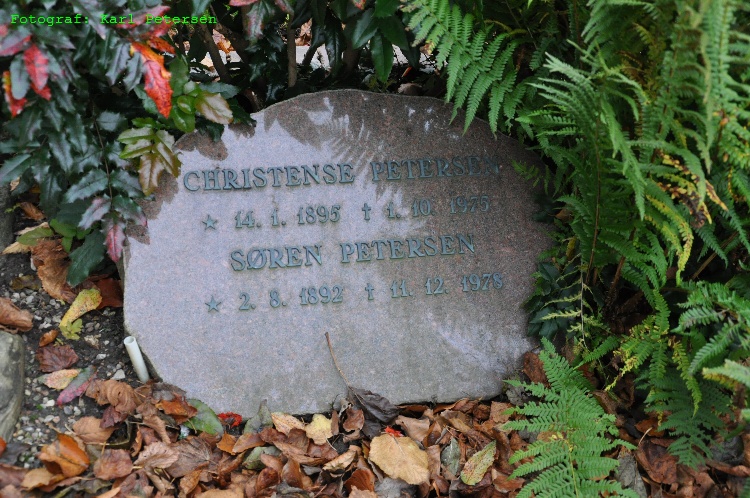 Fotograf: Karl Petersen
CHRISTENSE PETERSEN
★ 14. 1. 1895 † 1. 10. 1975
SØREN PETERSEN
★ 2. 8. 1892 † 11. 12. 1978